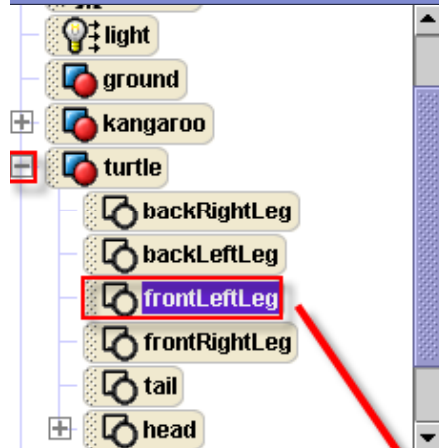 light
ground
kangaroo
turtle
backRightLeg
backLeftLeg
frontLeftLeg
frontRightLeg
tail
head